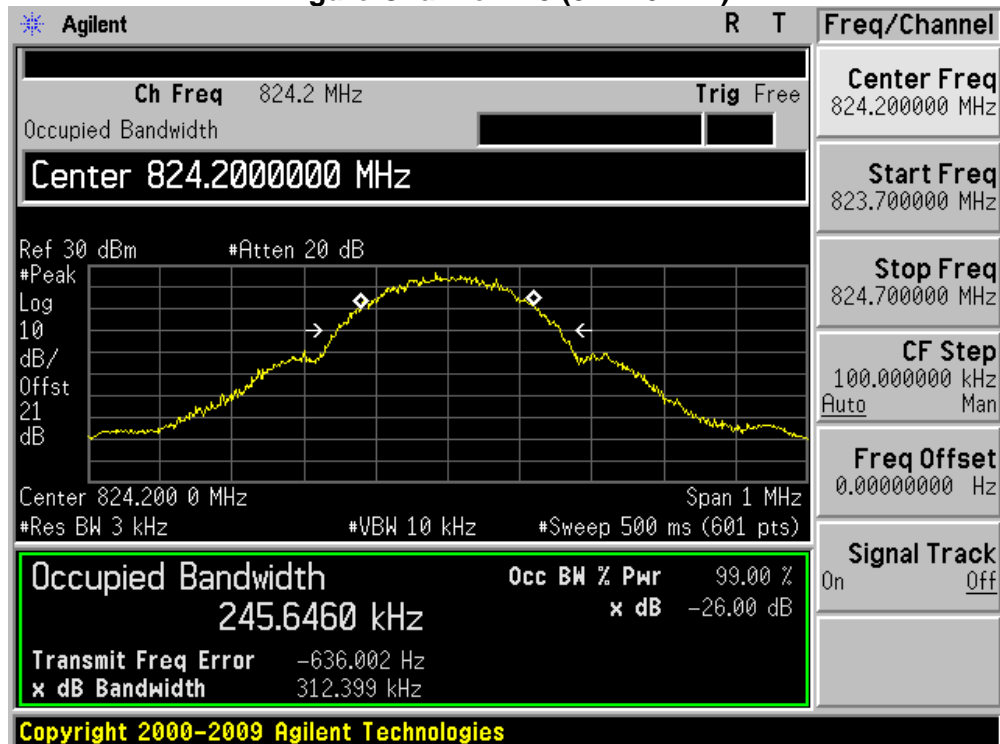 Agilent R T Freq/Channel
Ch Freq 824.2 MHz Trig Free
Occupied Bandwidth
Center 824.2000000 MHz
Ref 30 dBm #Atten 20 dB
#Peak
Log
10
dB/
Offst
21
dB
Center 824.200 0 MHz Span 1 MHz
#Res BW 3 kHz #VBW 10 kHz #Sweep 500 ms (601 pts)
Occupied Bandwidth Occ BW % Pwr 99.00 %
245.6460 kHz x dB -26.00 dB
Transmit Freq Error -636.002 Hz
x dB Bandwidth 312.399 kHz
Copyright 2000-2009 Agilent Technologies
Center Freq
824.200000 MHz
Start Freq
823.700000 MHz
Stop Freq
824.700000 MHz
CF Step
100.000000 kHz
Auto Man
Freq Offset
0.00000000 Hz
Signal Track
On Off